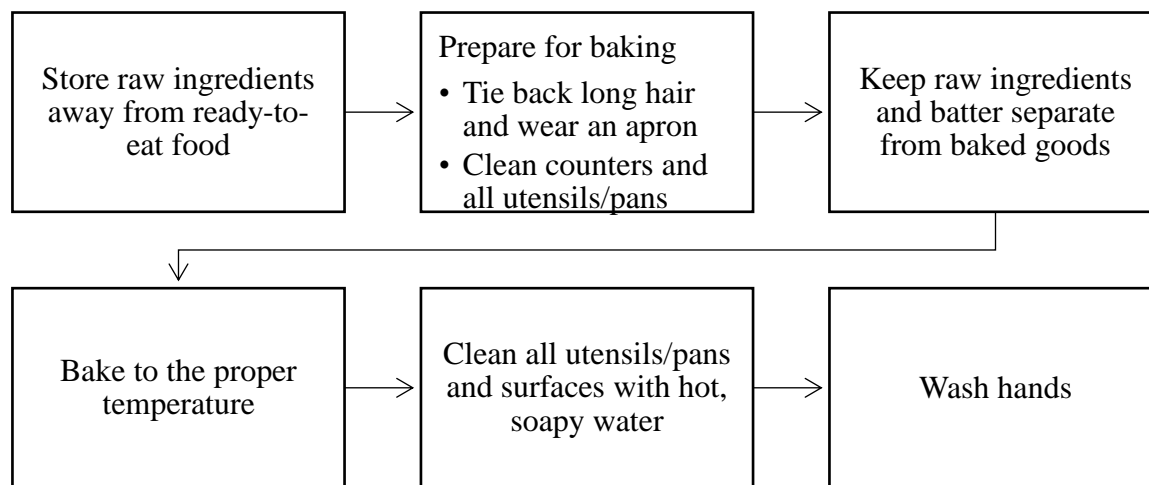 Store raw ingredients
away from ready-to-
eat food
Prepare for baking
• Tie back long hair
and wear an apron
• Clean counters and
all utensils/pans
Keep raw ingredients
and batter separate
from baked goods
Bake to the proper
temperature
Clean all utensils/pans
and surfaces with hot,
soapy water
Wash hands